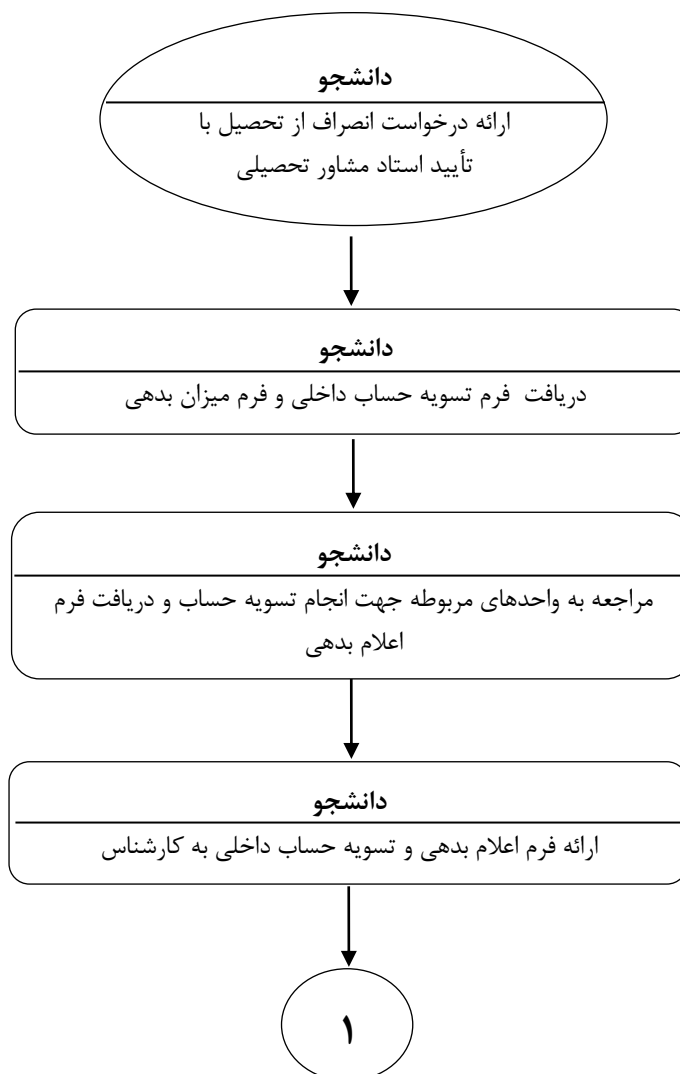 دانشجو
ارائه درخواست انصراف از تحصیل با
تأیید استاد مشاور تحصیلی
دانشجو
دریافت فرم تسویه حساب داخلی و فرم میزان بدهی
دانشجو
مراجعه به واحدهای مربوطه جهت انجام تسویه حساب و دریافت فرم
اعلام بدهی
دانشجو
ارائه فرم اعلام بدهی و تسویه حساب داخلی به کارشناس
۱